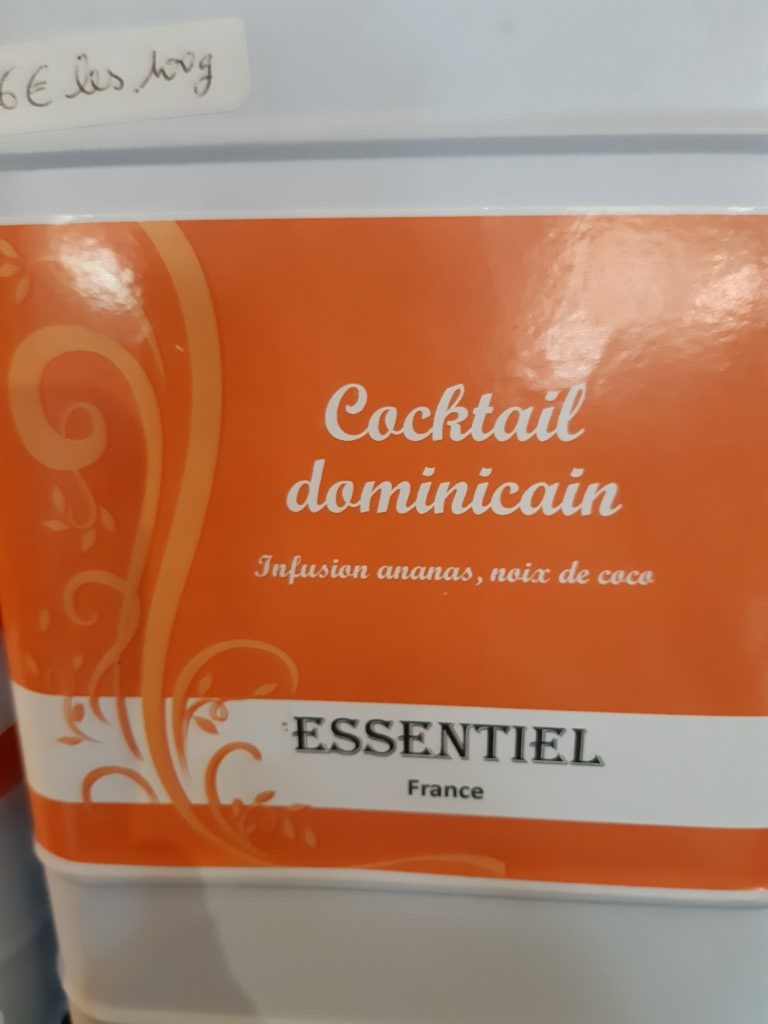 6€ les 100g
Cocktail
dominicain
Infusion ananas, noix de coco
ESSENTIEL
France